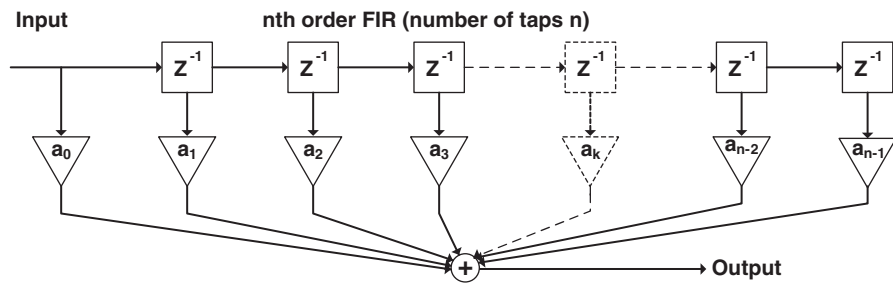 Input
nth order FIR (number of taps n)
Z⁻¹ Z⁻¹ Z⁻¹ Z⁻¹ Z⁻¹ Z⁻¹
a₀ a₁ a₂ a₃ aₖ aₙ₋₂ aₙ₋₁
+
Output